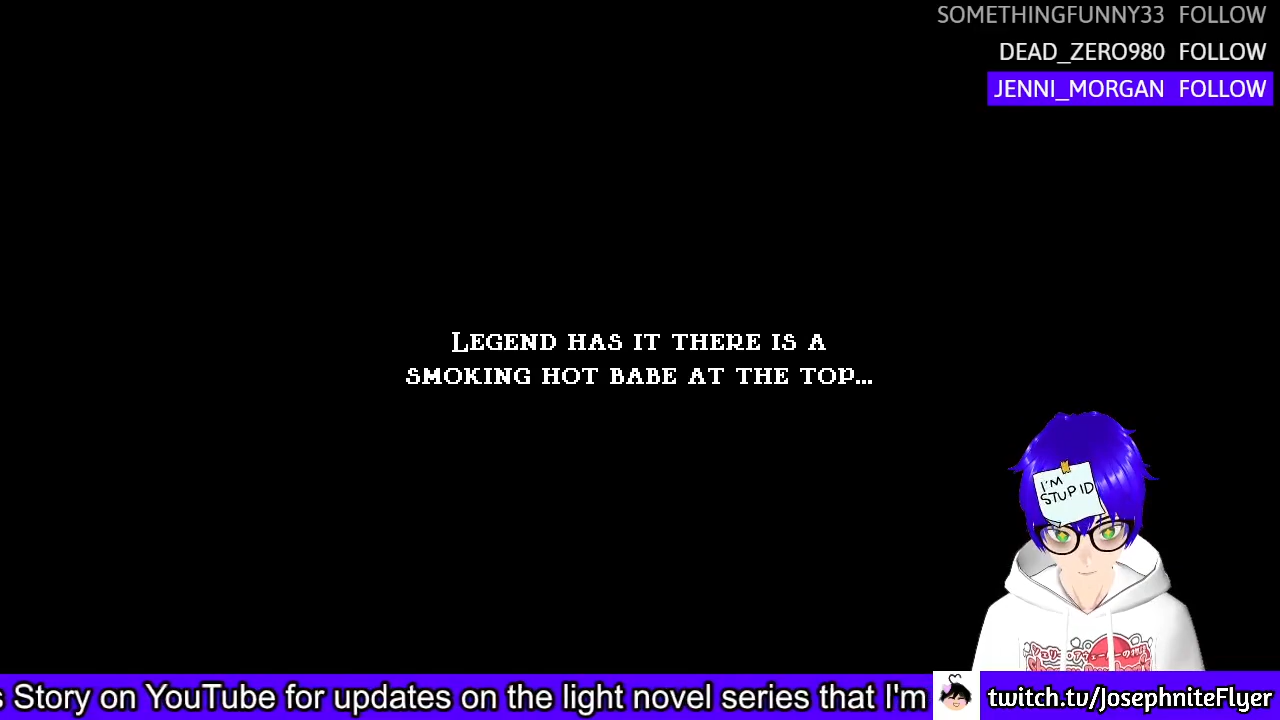 SOMETHINGFUNNY33 FOLLOW
DEAD_ZERO980 FOLLOW
JENNI_MORGAN FOLLOW
Legend has it there is a
smoking hot babe at the top...
I'M
STUPID
s Story on YouTube for updates on the light novel series that I'm
twitch.tv/JosephniteFlyer